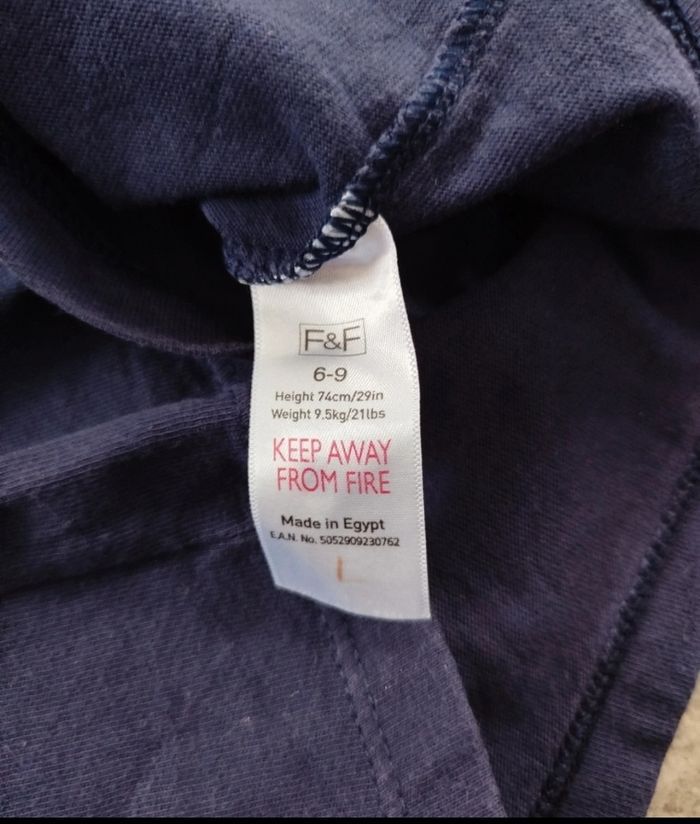 F&F
6-9
Height 74cm/29in
Weight 9.5kg/21lbs
KEEP AWAY
FROM FIRE
Made in Egypt
E.A.N. No. 5052909230762
L